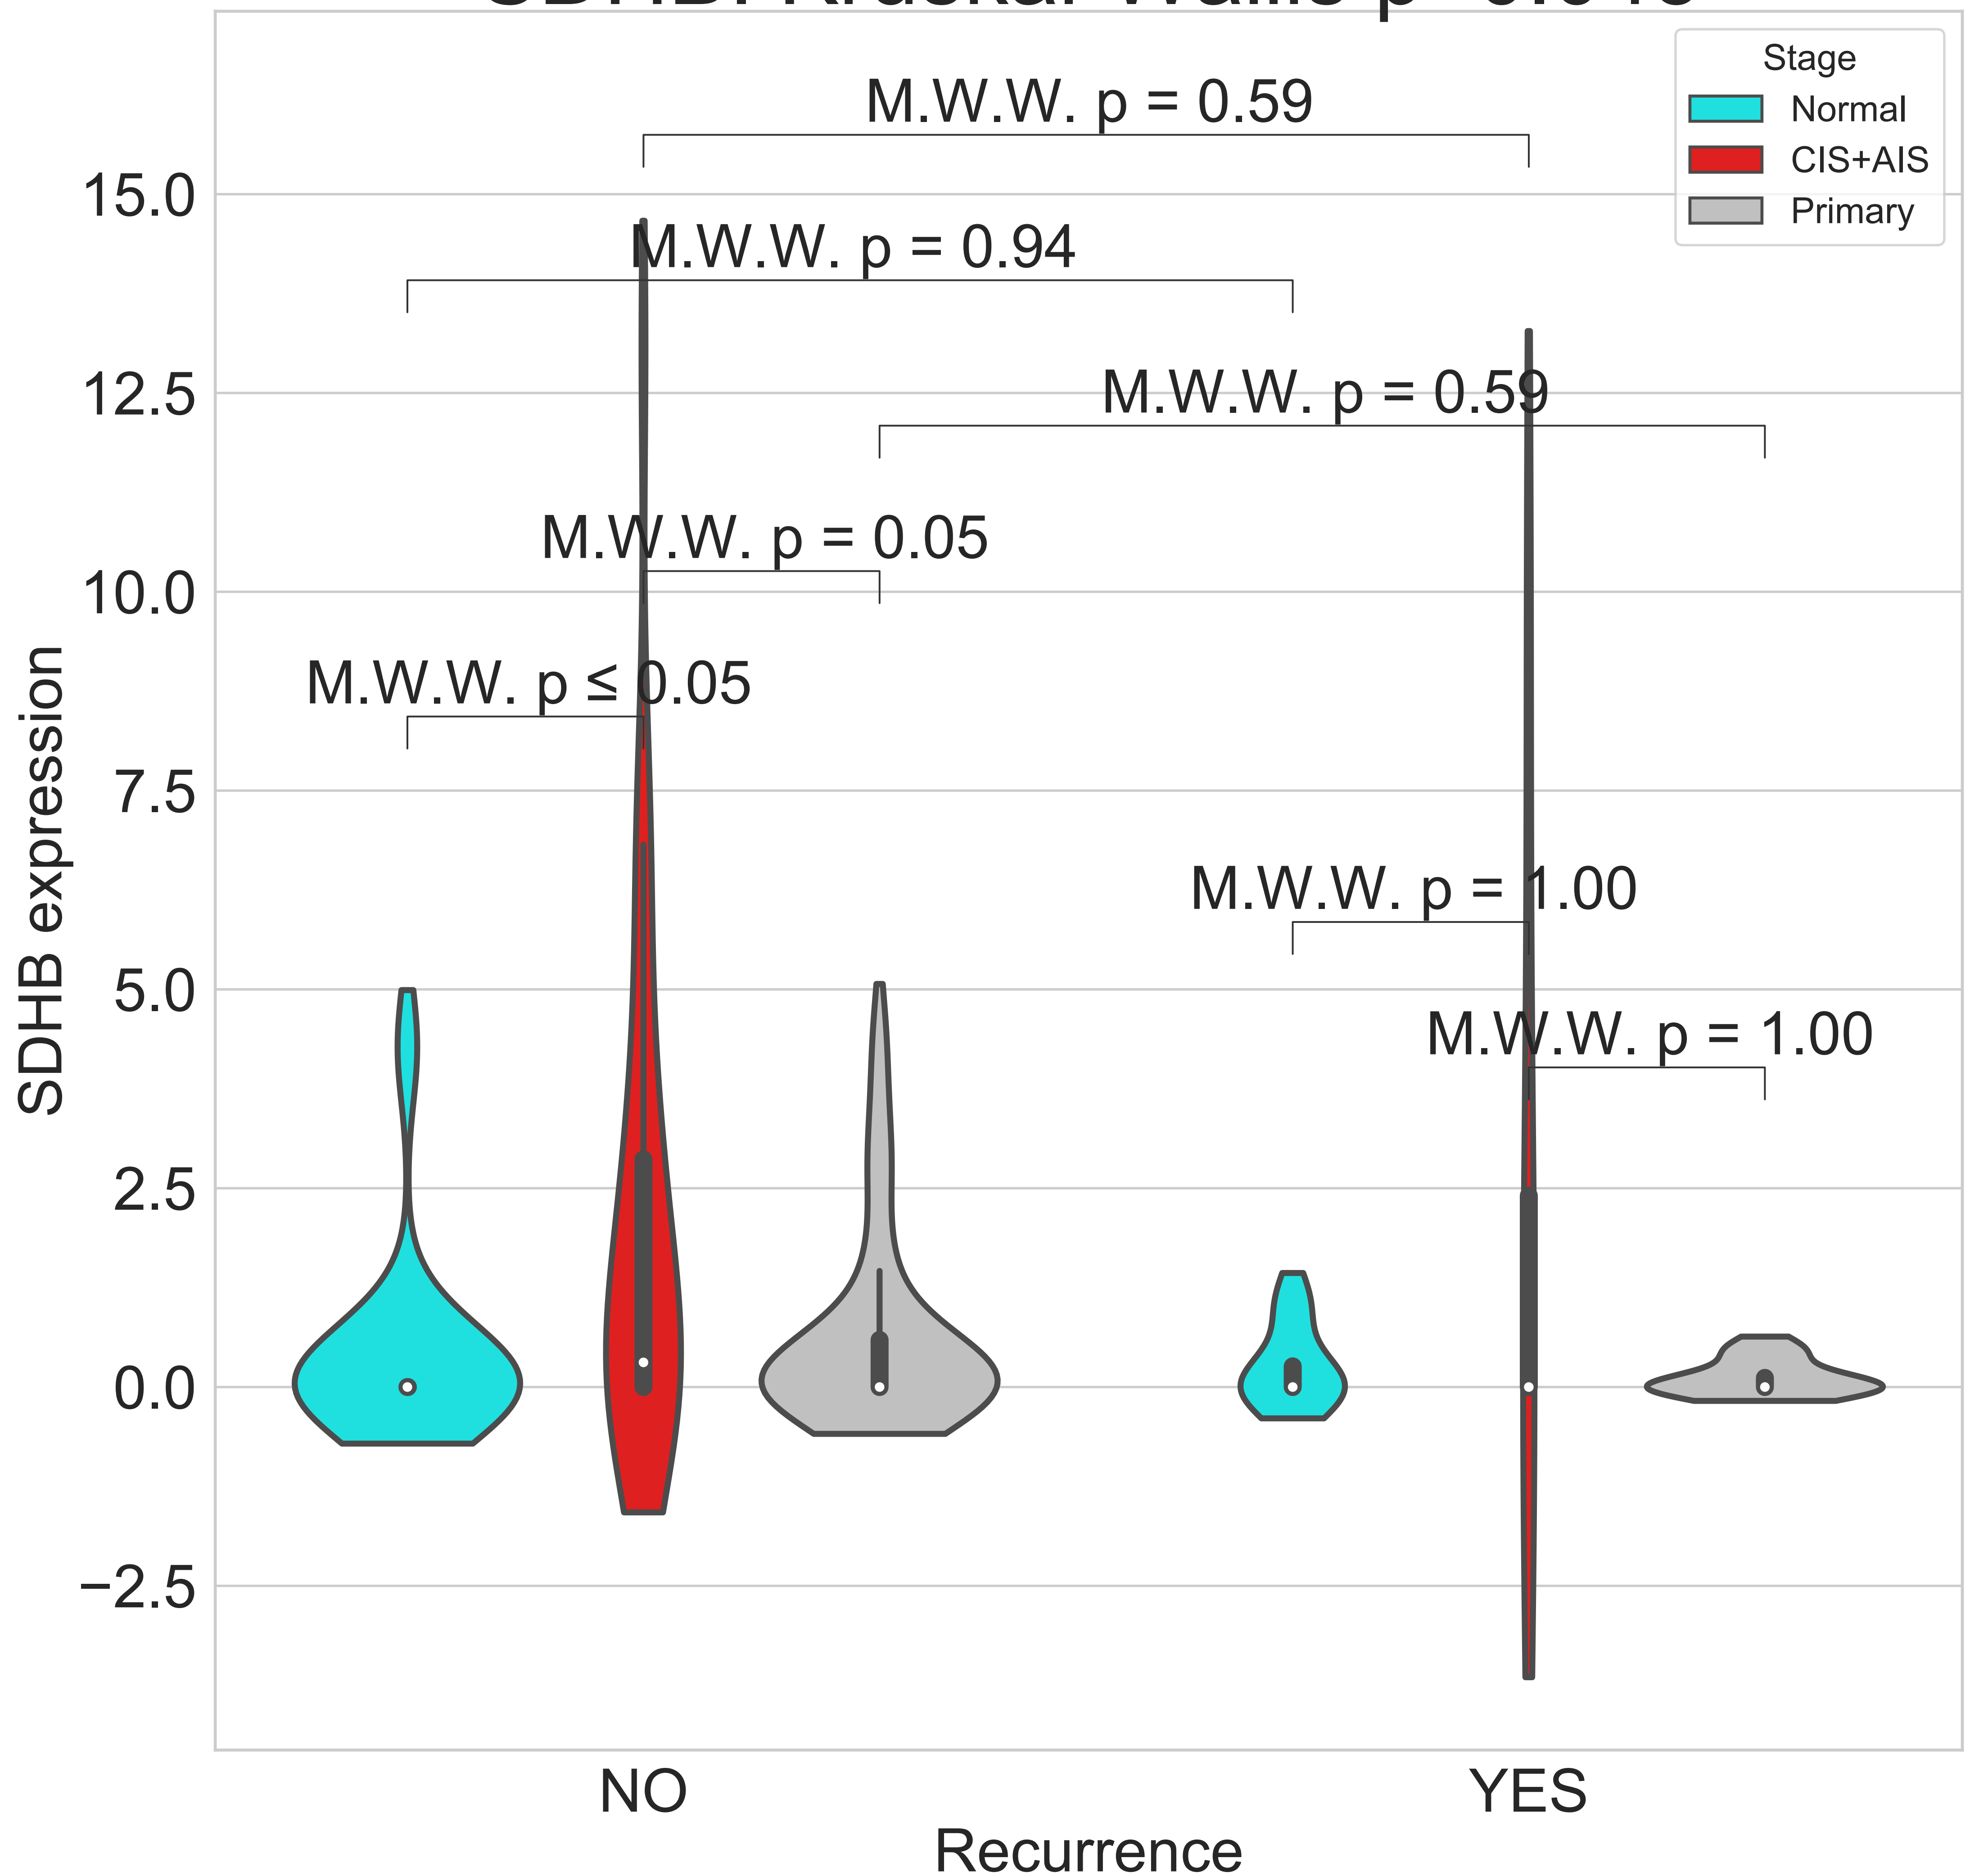 Stage
Normal
CIS+AIS
Primary
M.W.W. p = 0.59
M.W.W. p = 0.94
M.W.W. p = 0.59
M.W.W. p = 0.05
M.W.W. p ≤ 0.05
M.W.W. p = 1.00
M.W.W. p = 1.00
15.0
12.5
10.0
7.5
5.0
2.5
0.0
−2.5
SDHB expression
NO
YES
Recurrence